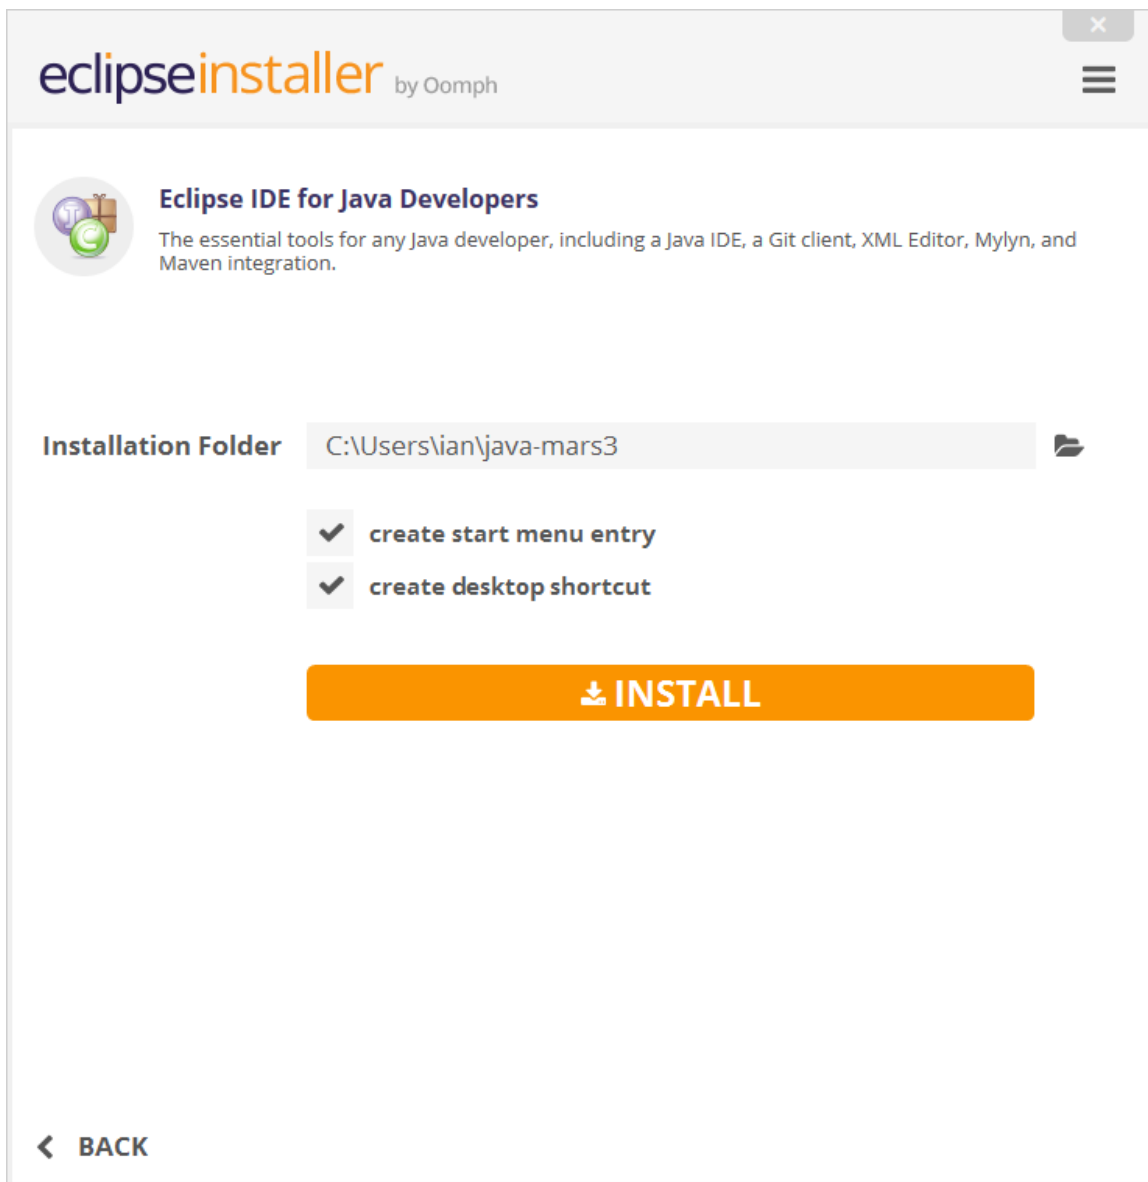 eclipseinstaller by Oomph
Eclipse IDE for Java Developers
The essential tools for any Java developer, including a Java IDE, a Git client, XML Editor, Mylyn, and
Maven integration.
Installation Folder C:\Users\ian\java-mars3
create start menu entry
create desktop shortcut
INSTALL
BACK